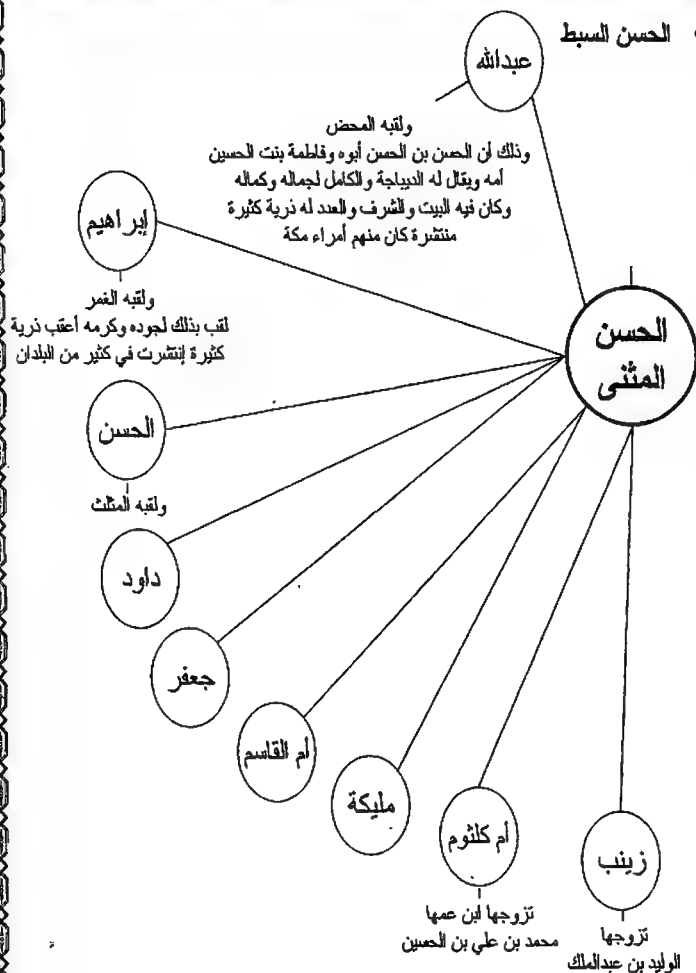 الحسن السبط
عبدالله
ولقبه المحض
وذلك أن الحسن بن الحسن أبوه وفاطمة بنت الحسين
أمه ويقال له الديباجة والكامل لجماله وكماله
وكان فيه البيت والشرف والعدد له ذرية كثيرة
منتشرة كان منهم أمراء مكة
إبراهيم
ولقبه الغمر
لقب بذلك لجوده وكرمه أعقب ذرية
كثيرة إنتشرت في كثير من البلدان
الحسن
المثنى
الحسن
ولقبه المثلث
داود
جعفر
أم القاسم
مليكة
أم كلثوم
تزوجها ابن عمها
محمد بن علي بن الحسين
زينب
تزوجها
الوليد بن عبدالملك